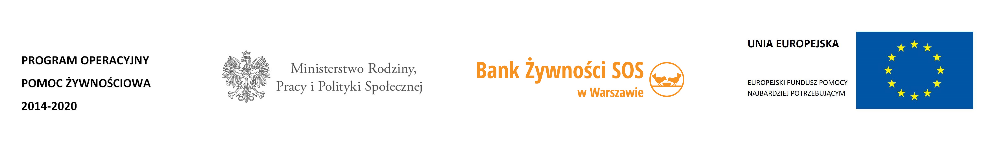 PROGRAM OPERACYJNY
POMOC ŻYWNOŚCIOWA
2014-2020
Ministerstwo Rodziny,
Pracy i Polityki Społecznej
Bank Żywności SOS
w Warszawie
UNIA EUROPEJSKA
EUROPEJSKI FUNDUSZ POMOCY
NAJBARDZIEJ POTRZEBUJĄCYM